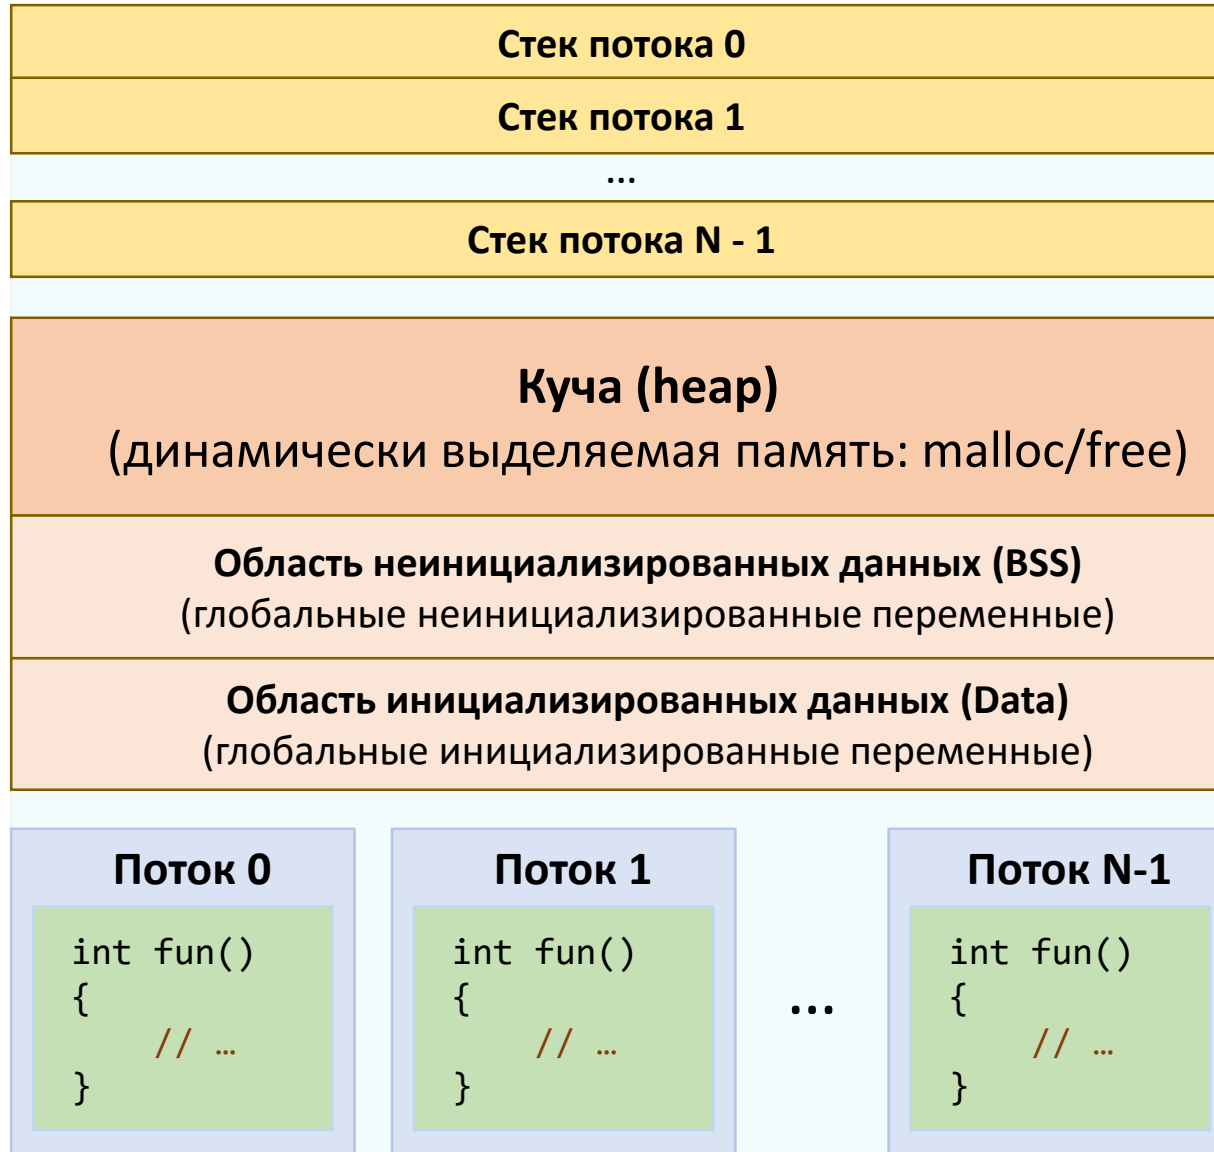 Стек потока 0
Стек потока 1
...
Стек потока N - 1
Куча (heap)
(динамически выделяемая память: malloc/free)
Область неинициализированных данных (BSS)
(глобальные неинициализированные переменные)
Область инициализированных данных (Data)
(глобальные инициализированные переменные)
Поток 0
int fun()
{
// …
}
Поток 1
int fun()
{
// …
}
...
Поток N-1
int fun()
{
// …
}